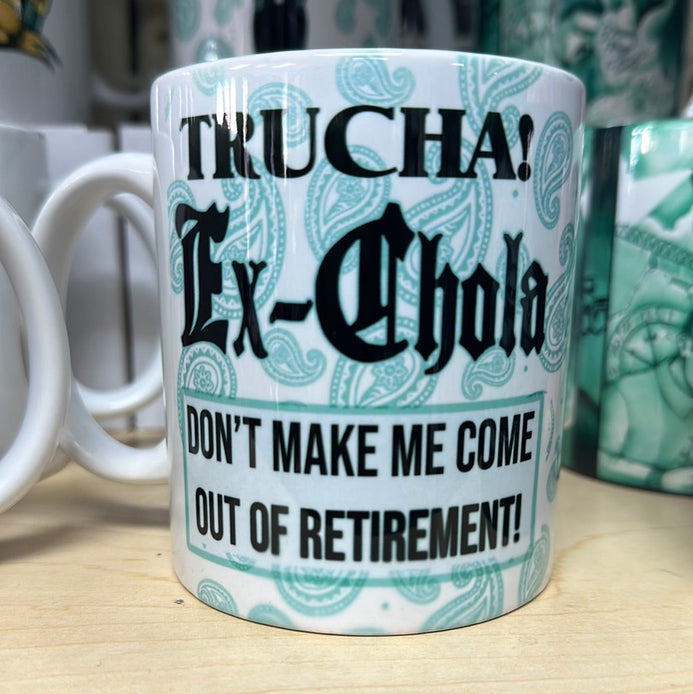 TRUCHA!
Ex-Chola
DON'T MAKE ME COME
OUT OF RETIREMENT!